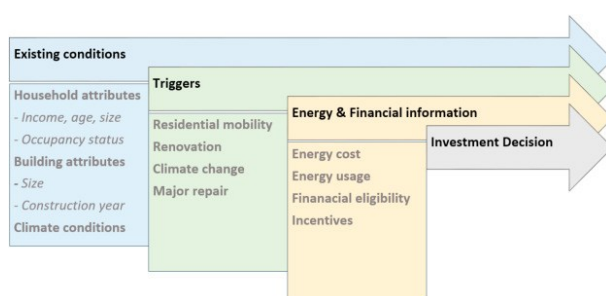 Existing conditions
Household attributes
- Income, age, size
- Occupancy status
Building attributes
- Size
- Construction year
Climate conditions
Triggers
Residential mobility
Renovation
Climate change
Major repair
Energy & Financial information
Energy cost
Energy usage
Finanacial eligibility
Incentives
Investment Decision